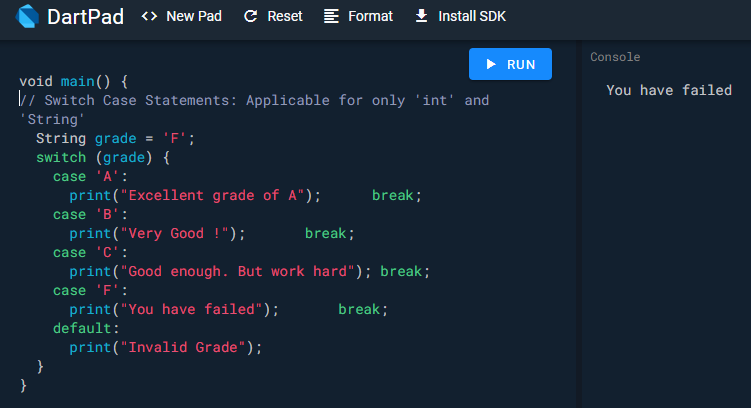 DartPad <> New Pad Reset Format Install SDK
RUN
void main() {
// Switch Case Statements: Applicable for only 'int' and
'String'
  String grade = 'F';
  switch (grade) {
    case 'A':
      print("Excellent grade of A");      break;
    case 'B':
      print("Very Good !");       break;
    case 'C':
      print("Good enough. But work hard"); break;
    case 'F':
      print("You have failed");       break;
    default:
      print("Invalid Grade");
  }
}
Console
You have failed